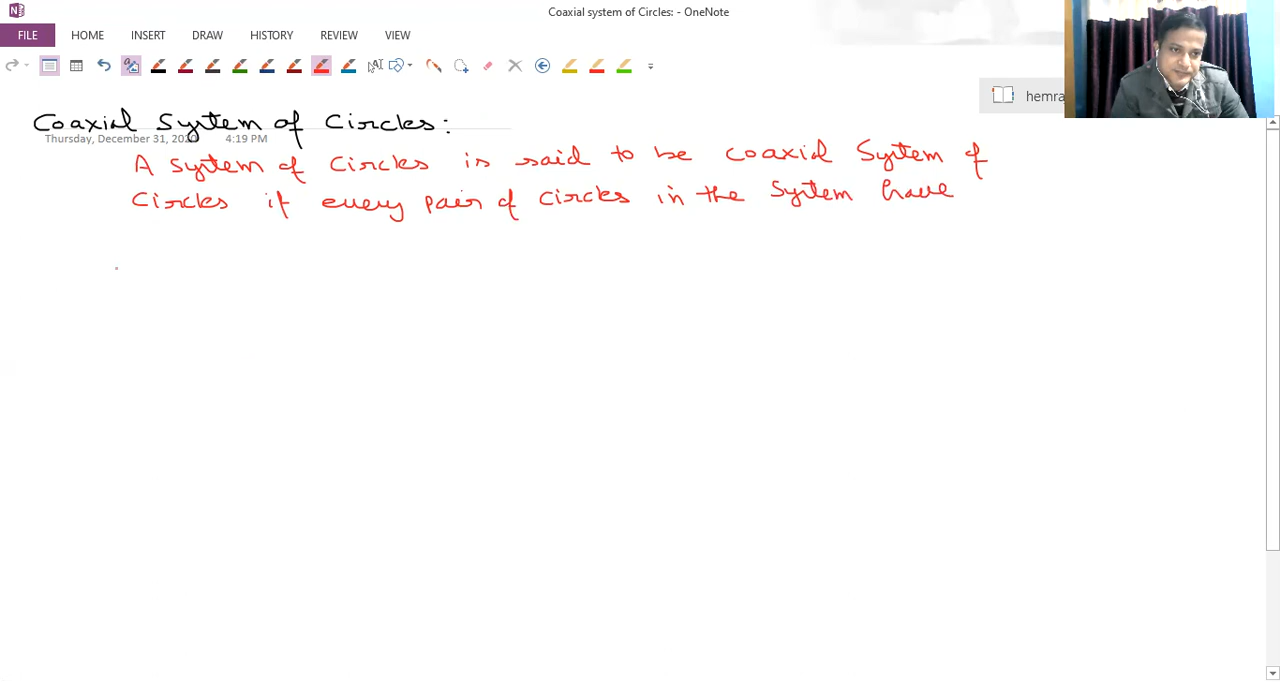 Coaxial system of Circles: - OneNote
FILE HOME INSERT DRAW HISTORY REVIEW VIEW
hemra
Coaxial System of Circles:
Thursday, December 31, 2020 4:19 PM
A system of Circles is said to be coaxial System of
Circles if every pair of Circles in the System have